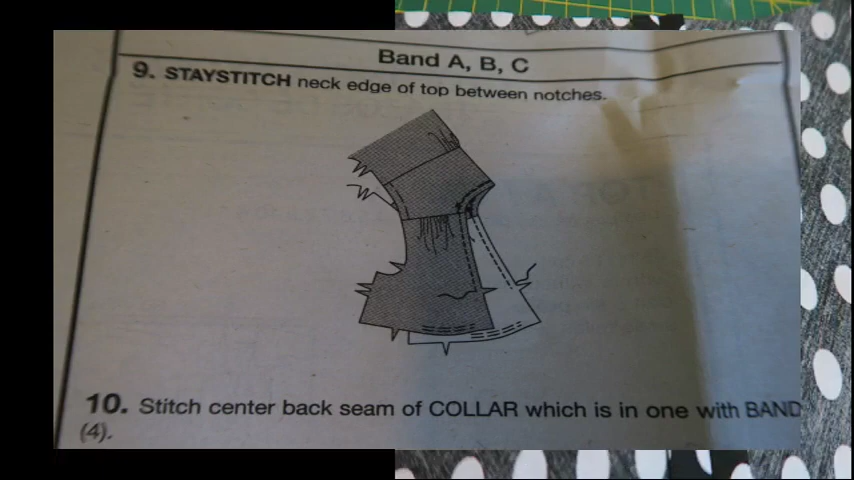 Band A, B, C
9. STAYSTITCH neck edge of top between notches.
10. Stitch center back seam of COLLAR which is in one with BAND
(4).